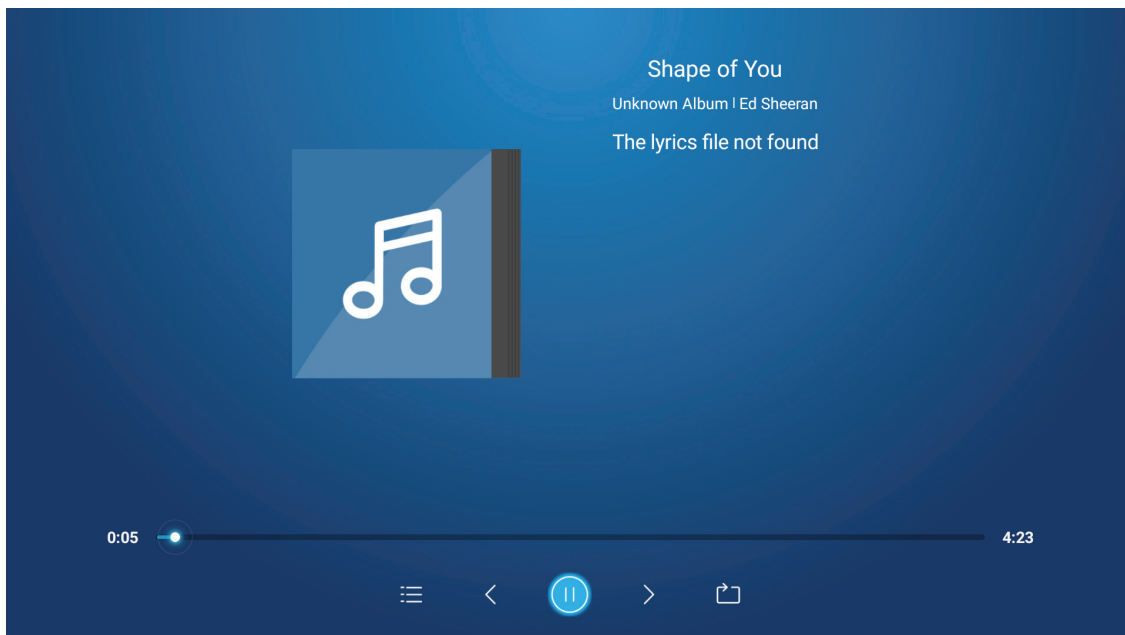 Shape of You
Unknown Album | Ed Sheeran
The lyrics file not found
0:05
4:23